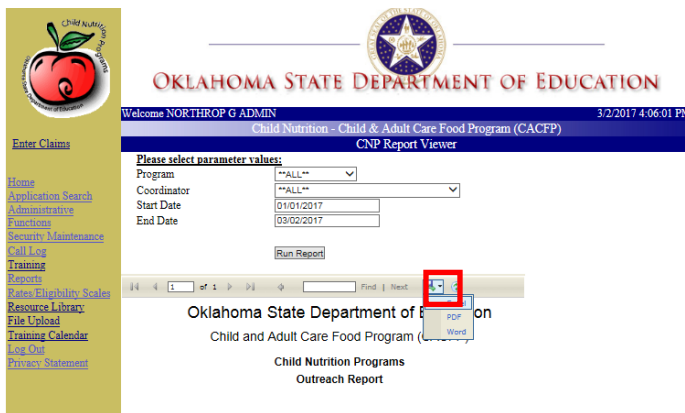 Child Nutrition Programs
Department of Education
OKLAHOMA STATE DEPARTMENT OF EDUCATION
Welcome NORTHROP G ADMIN 3/2/2017 4:06:01 PM
Child Nutrition - Child & Adult Care Food Program (CACFP)
CNP Report Viewer
Enter Claims
Home
Application Search
Administrative
Functions
Security Maintenance
Call Log
Training
Reports
Rates/Eligibility Scales
Resource Library
File Upload
Training Calendar
Log Out
Privacy Statement
Please select parameter values:
Program **ALL**
Coordinator **ALL**
Start Date 01/01/2017
End Date 03/02/2017
Run Report
1 of 1 Find | Next
PDF
Word
Oklahoma State Department of
Child and Adult Care Food Program
Child Nutrition Programs
Outreach Report